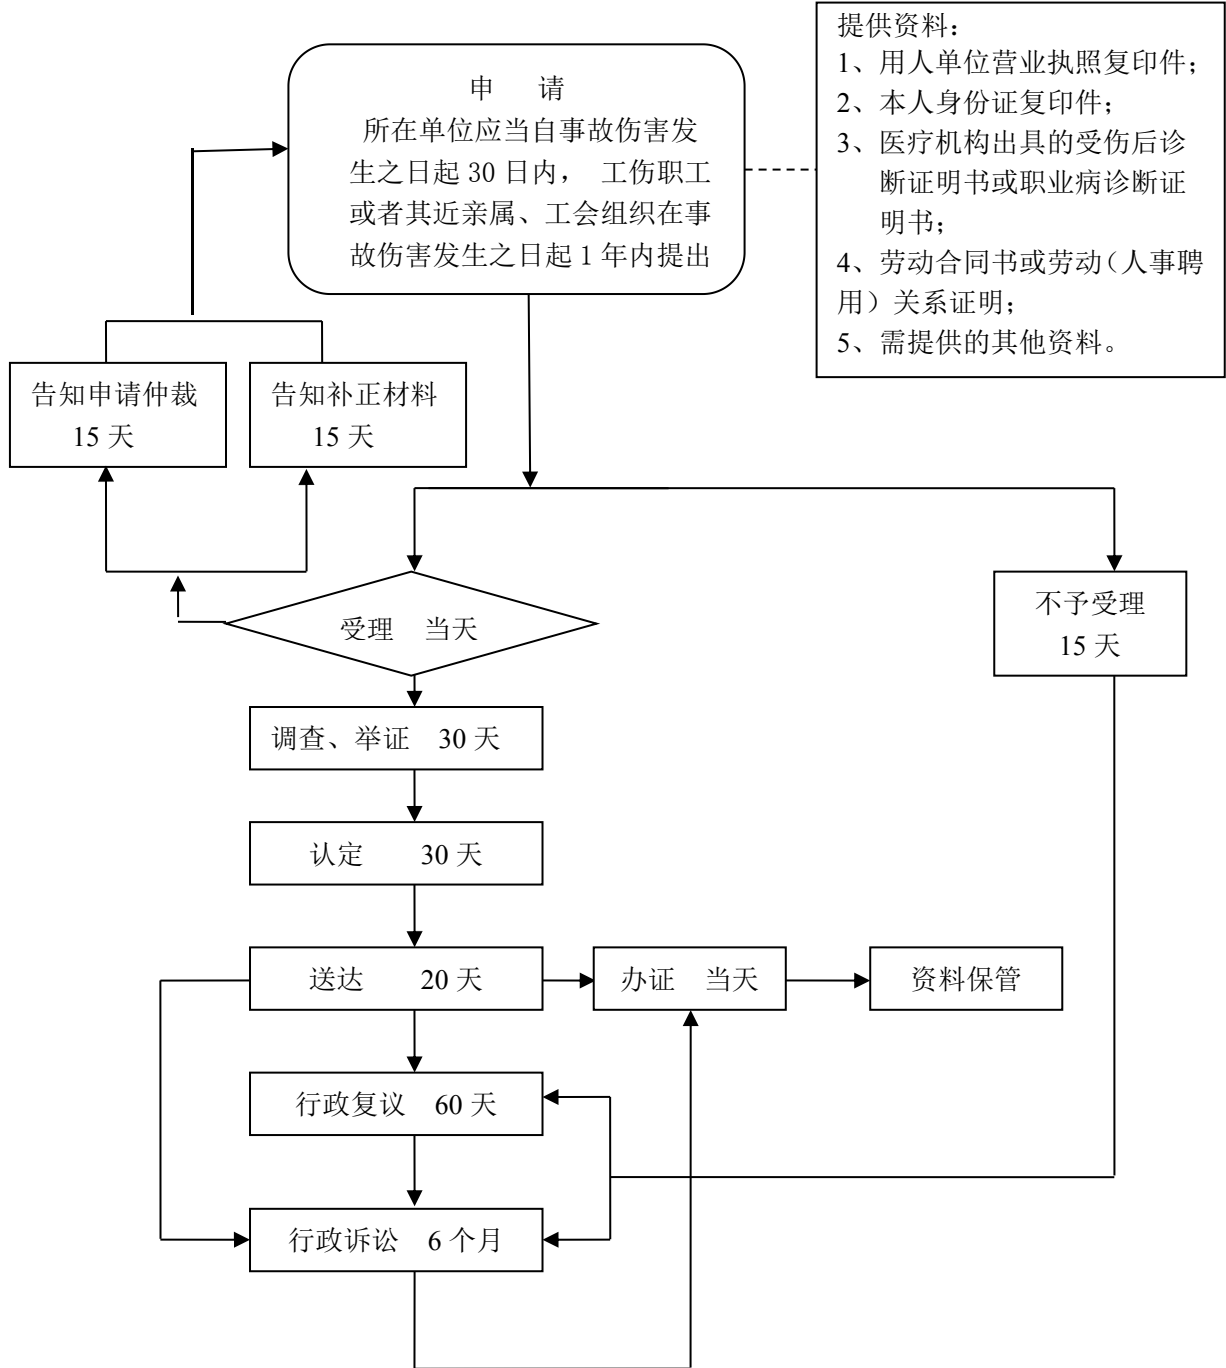 申 请
所在单位应当自事故伤害发
生之日起 30 日内， 工伤职工
或者其近亲属、工会组织在事
故伤害发生之日起 1 年内提出
提供资料：
1、用人单位营业执照复印件；
2、本人身份证复印件；
3、医疗机构出具的受伤后诊
断证明书或职业病诊断证
明书；
4、劳动合同书或劳动（人事聘
用）关系证明；
5、需提供的其他资料。
告知申请仲裁
15 天
告知补正材料
15 天
受理 当天
不予受理
15 天
调查、举证 30 天
认定 30 天
送达 20 天
办证 当天
资料保管
行政复议 60 天
行政诉讼 6 个月